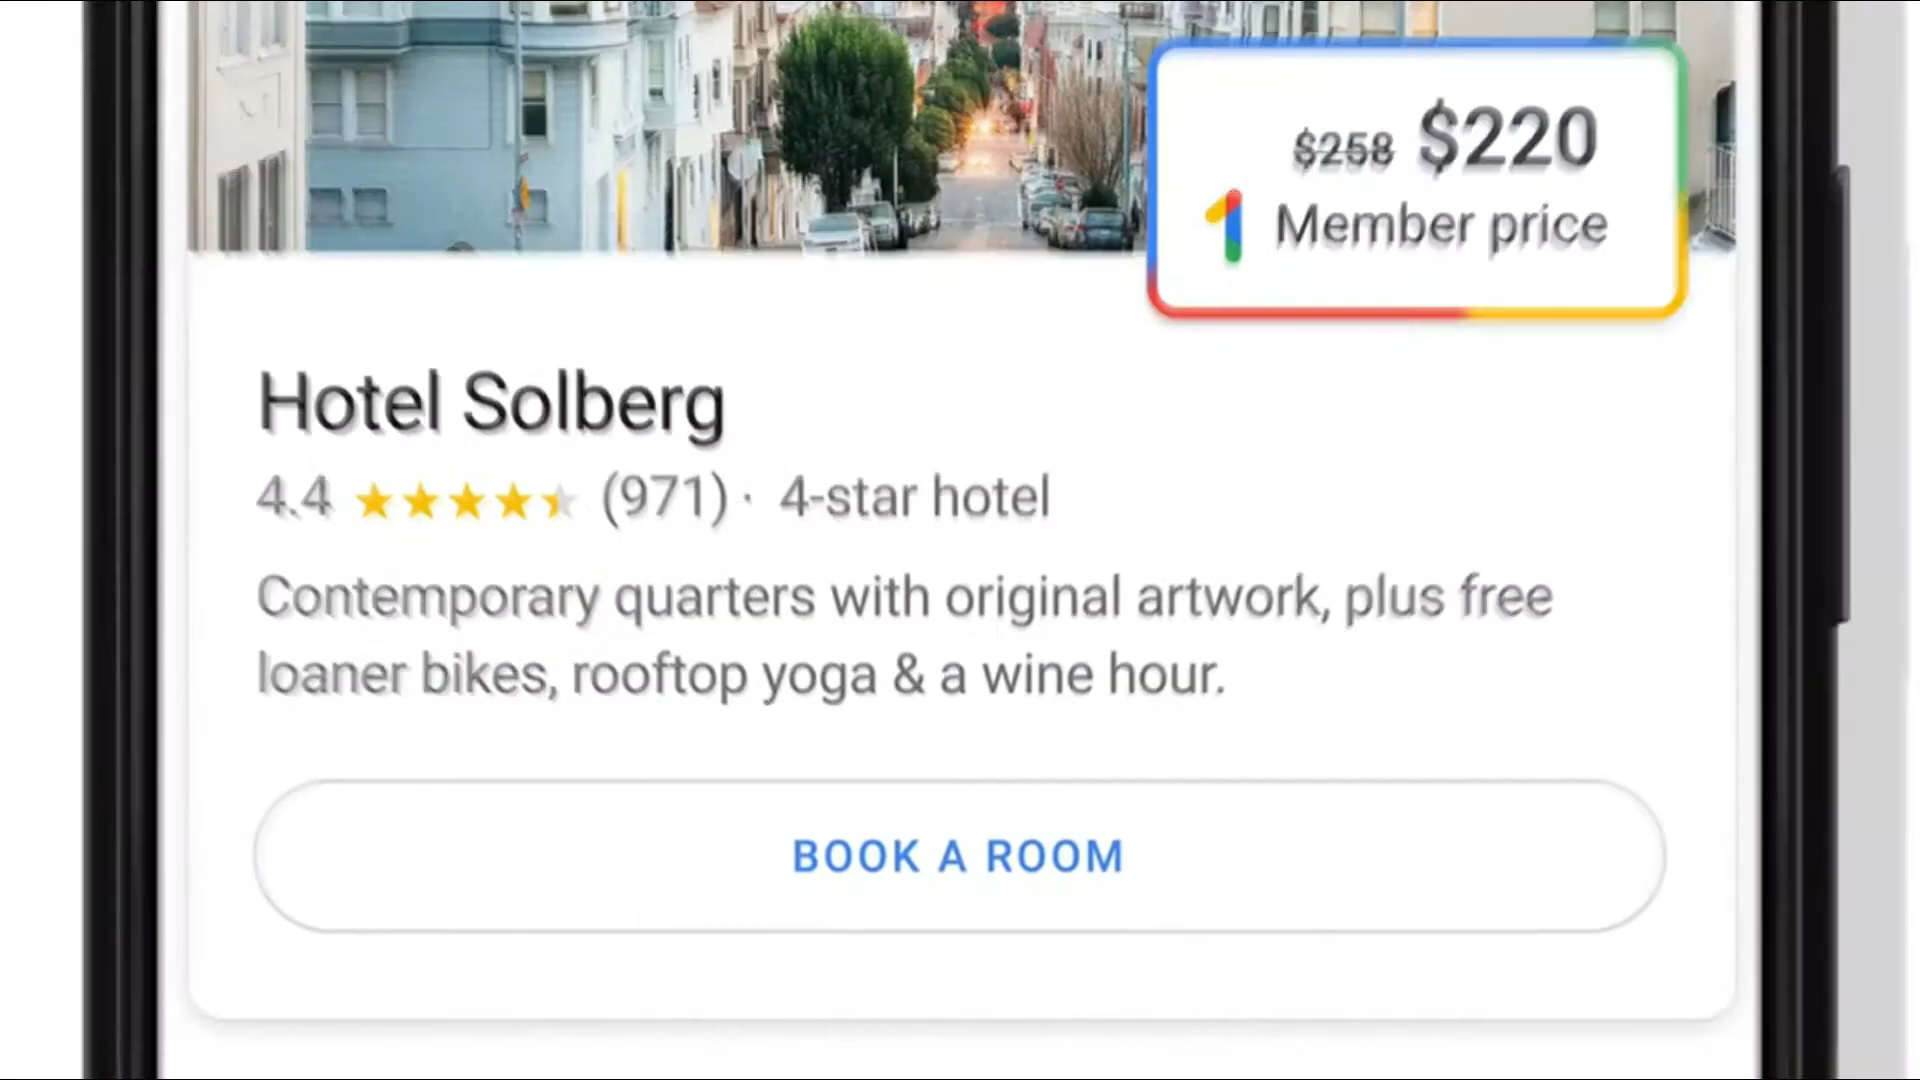 $258 $220
1 Member price
Hotel Solberg
4.4 (971) · 4-star hotel
Contemporary quarters with original artwork, plus free
loaner bikes, rooftop yoga & a wine hour.
BOOK A ROOM